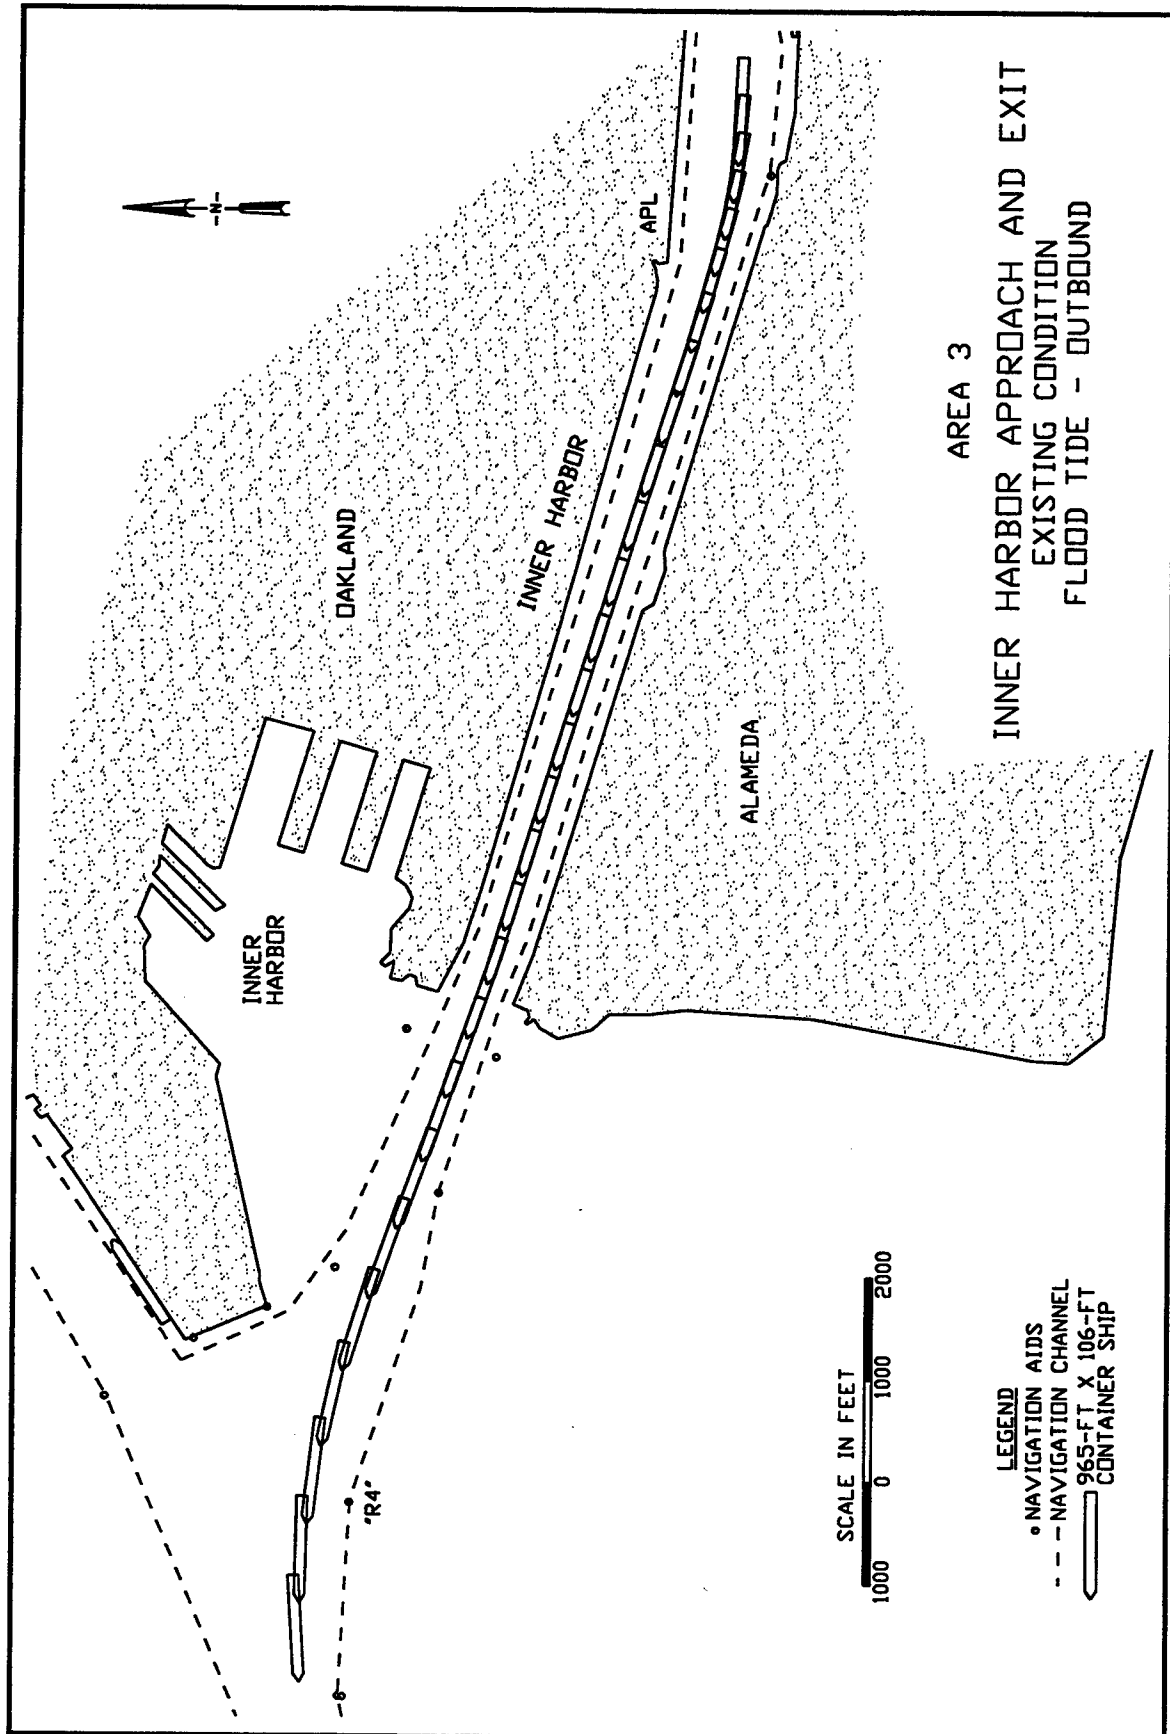 -N-
APL
OAKLAND
INNER HARBOR
INNER
HARBOR
ALAMEDA
"R4"
AREA 3
INNER HARBOR APPROACH AND EXIT
EXISTING CONDITION
FLOOD TIDE - OUTBOUND
SCALE IN FEET
1000 0 1000 2000
LEGEND
NAVIGATION AIDS
NAVIGATION CHANNEL
965-FT X 106-FT
CONTAINER SHIP